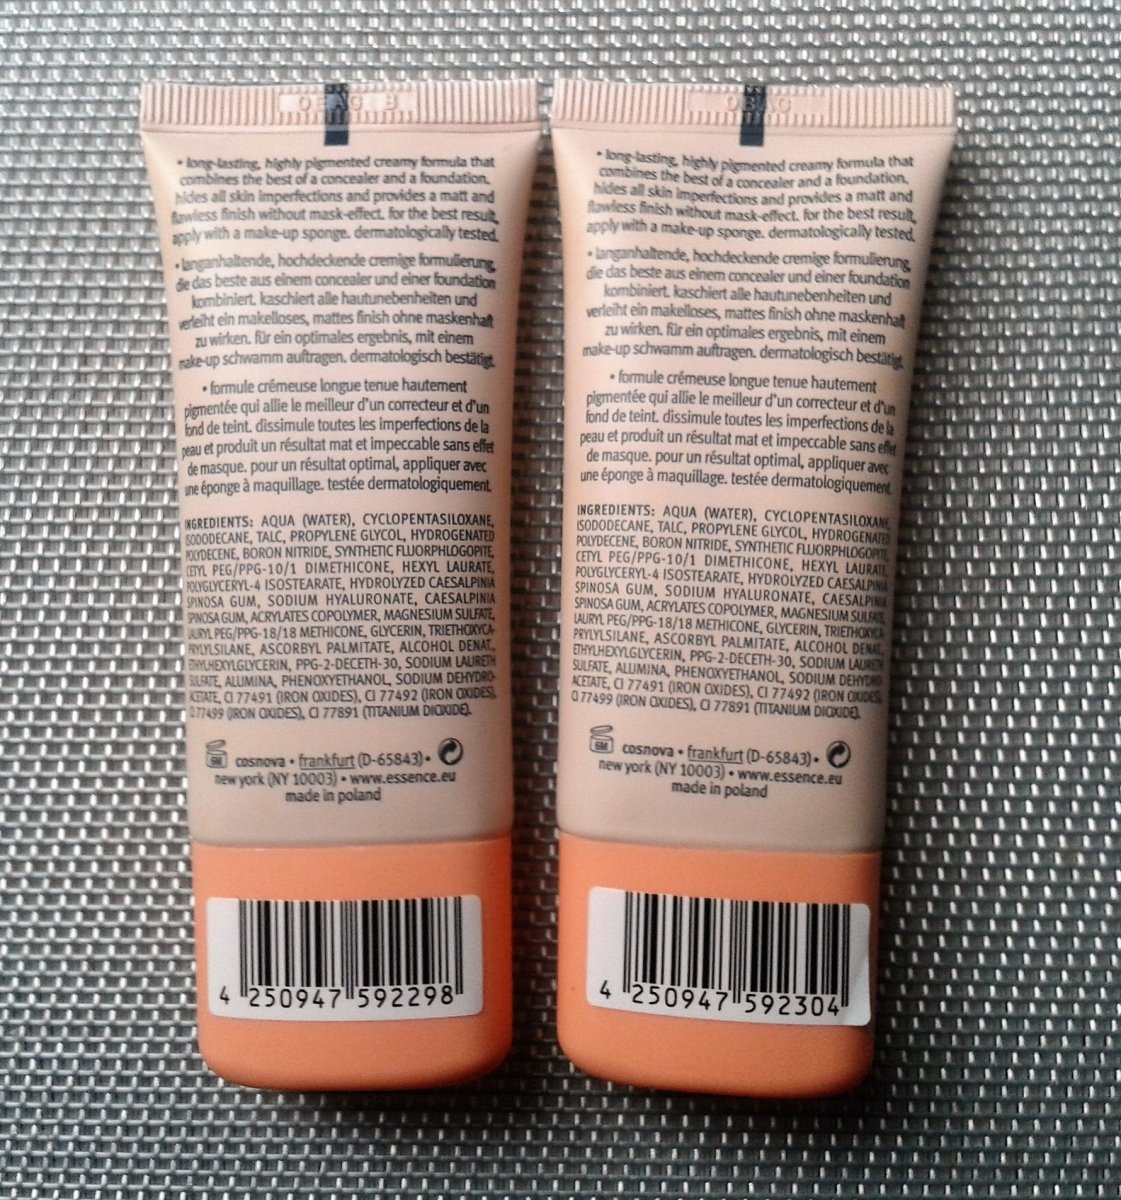 • long-lasting, highly pigmented creamy formula that
combines the best of a concealer and a foundation.
hides all skin imperfections and provides a matt and
flawless finish without mask-effect. for the best result,
apply with a make-up sponge. dermatologically tested.
• langanhaltende, hochdeckende cremige formulierung,
die das beste aus einem concealer und einer foundation
kombiniert. kaschiert alle hautunebenheiten und
verleiht ein makelloses, mattes finish ohne maskenhaft
zu wirken. für ein optimales ergebnis, mit einem
make-up schwamm auftragen. dermatologisch bestätigt.
• formule crémeuse longue tenue hautement
pigmentée qui allie le meilleur d'un correcteur et d'un
fond de teint. dissimule toutes les imperfections de la
peau et produit un résultat mat et impeccable sans effet
de masque. pour un résultat optimal, appliquer avec
une éponge à maquillage. testée dermatologiquement.
INGREDIENTS: AQUA (WATER), CYCLOPENTASILOXANE,
ISODODECANE, TALC, PROPYLENE GLYCOL, HYDROGENATED
POLYDECENE, BORON NITRIDE, SYNTHETIC FLUORPHLOGOPITE,
CETYL PEG/PPG-10/1 DIMETHICONE, HEXYL LAURATE,
POLYGLYCERYL-4 ISOSTEARATE, HYDROLYZED CAESALPINIA
SPINOSA GUM, SODIUM HYALURONATE, CAESALPINIA
SPINOSA GUM, ACRYLATES COPOLYMER, MAGNESIUM SULFATE,
LAURYL PEG/PPG-18/18 METHICONE, GLYCERIN, TRIETHOXYCA-
PRYLYLSILANE, ASCORBYL PALMITATE, ALCOHOL DENAT.,
ETHYLHEXYLGLYCERIN, PPG-2-DECETH-30, SODIUM LAURETH
SULFATE, ALUMINA, PHENOXYETHANOL, SODIUM DEHYDRO-
ACETATE, CI 77491 (IRON OXIDES), CI 77492 (IRON OXIDES),
CI 77499 (IRON OXIDES), CI 77891 (TITANIUM DIOXIDE).
6M cosnova • frankfurt (D-65843) •
new york (NY 10003) • www.essence.eu
made in poland
4 250947 592298
• long-lasting, highly pigmented creamy formula that
combines the best of a concealer and a foundation.
hides all skin imperfections and provides a matt and
flawless finish without mask-effect. for the best result,
apply with a make-up sponge. dermatologically tested.
• langanhaltende, hochdeckende cremige formulierung,
die das beste aus einem concealer und einer foundation
kombiniert. kaschiert alle hautunebenheiten und
verleiht ein makelloses, mattes finish ohne maskenhaft
zu wirken. für ein optimales ergebnis, mit einem
make-up schwamm auftragen. dermatologisch bestätigt.
• formule crémeuse longue tenue hautement
pigmentée qui allie le meilleur d'un correcteur et d'un
fond de teint. dissimule toutes les imperfections de la
peau et produit un résultat mat et impeccable sans effet
de masque. pour un résultat optimal, appliquer avec
une éponge à maquillage. testée dermatologiquement.
INGREDIENTS: AQUA (WATER), CYCLOPENTASILOXANE,
ISODODECANE, TALC, PROPYLENE GLYCOL, HYDROGENATED
POLYDECENE, BORON NITRIDE, SYNTHETIC FLUORPHLOGOPITE,
CETYL PEG/PPG-10/1 DIMETHICONE, HEXYL LAURATE,
POLYGLYCERYL-4 ISOSTEARATE, HYDROLYZED CAESALPINIA
SPINOSA GUM, SODIUM HYALURONATE, CAESALPINIA
SPINOSA GUM, ACRYLATES COPOLYMER, MAGNESIUM SULFATE,
LAURYL PEG/PPG-18/18 METHICONE, GLYCERIN, TRIETHOXYCA-
PRYLYLSILANE, ASCORBYL PALMITATE, ALCOHOL DENAT.,
ETHYLHEXYLGLYCERIN, PPG-2-DECETH-30, SODIUM LAURETH
SULFATE, ALUMINA, PHENOXYETHANOL, SODIUM DEHYDRO-
ACETATE, CI 77491 (IRON OXIDES), CI 77492 (IRON OXIDES),
CI 77499 (IRON OXIDES), CI 77891 (TITANIUM DIOXIDE).
6M cosnova • frankfurt (D-65843) •
new york (NY 10003) • www.essence.eu
made in poland
4 250947 592304